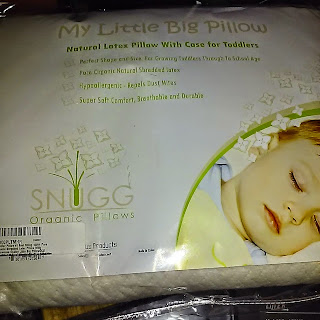 My Little Big Pillow
Natural Latex Pillow With Case for Toddlers
Perfect Shape and Size, For Growing Toddlers Through To School Age
Pure Organic Natural Shredded Latex
Hypoallergenic - Repels Dust Mites
Super Soft Comfort, Breathable and Durable
SNUGG
Organic Pillows
Products